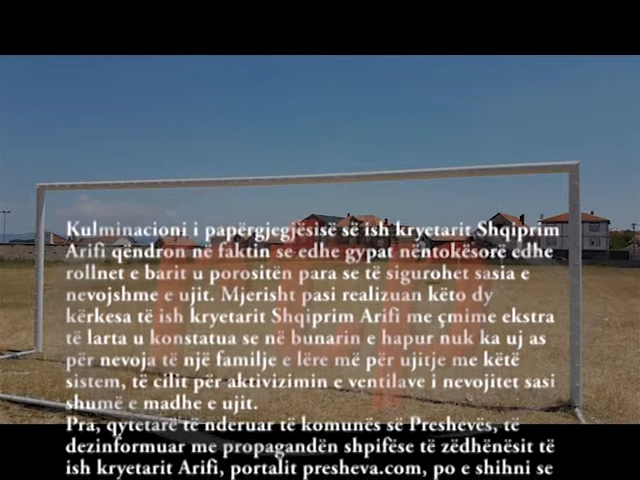 Kulminacioni i papërgjegjësisë së ish kryetarit Shqiprim
Arifi qëndron në faktin se edhe gypat nëntokësorë edhe
rollnet e barit u porositën para se të sigurohet sasia e
nevojshme e ujit. Mjerisht pasi realizuan këto dy
kërkesa të ish kryetarit Shqiprim Arifi me çmime ekstra
të larta u konstatua se në bunarin e hapur nuk ka uj as
për nevoja të një familje e lëre më për ujitje me këtë
sistem, të cilit për aktivizimin e ventilave i nevojitet sasi
shumë e madhe e ujit.
Pra, qytetarë të nderuar të komunës së Preshevës, të
dezinformuar me propagandën shpifëse të zëdhënësit të
ish kryetarit Arifi, portalit presheva.com, po e shihni se